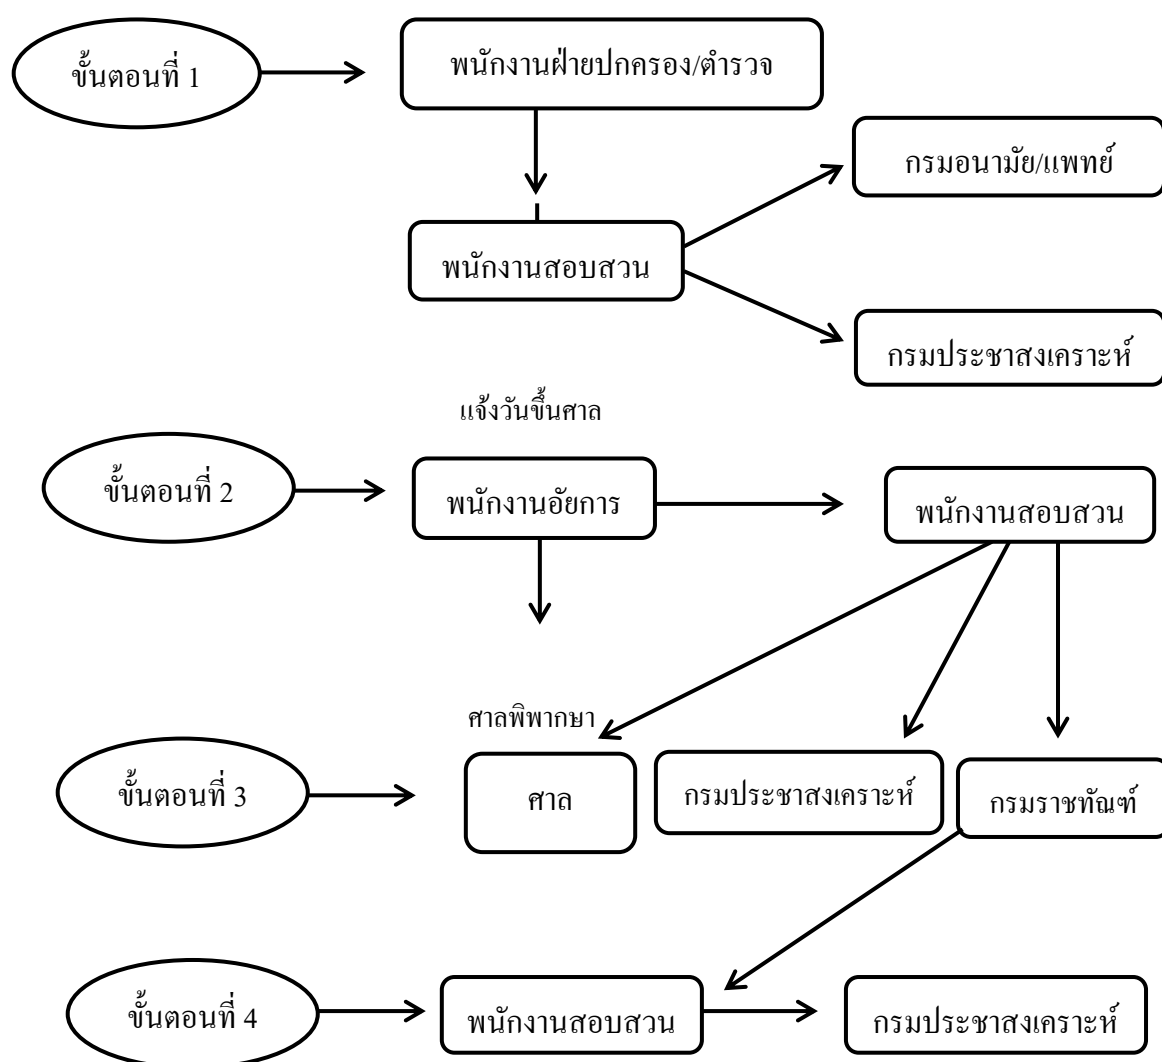 ขั้นตอนที่ 1
พนักงานฝ่ายปกครอง/ตำรวจ
กรมอนามัย/แพทย์
พนักงานสอบสวน
กรมประชาสงเคราะห์
แจ้งวันขึ้นศาล
ขั้นตอนที่ 2
พนักงานอัยการ
พนักงานสอบสวน
ศาลพิพากษา
ขั้นตอนที่ 3
ศาล
กรมประชาสงเคราะห์
กรมราชทัณฑ์
ขั้นตอนที่ 4
พนักงานสอบสวน
กรมประชาสงเคราะห์